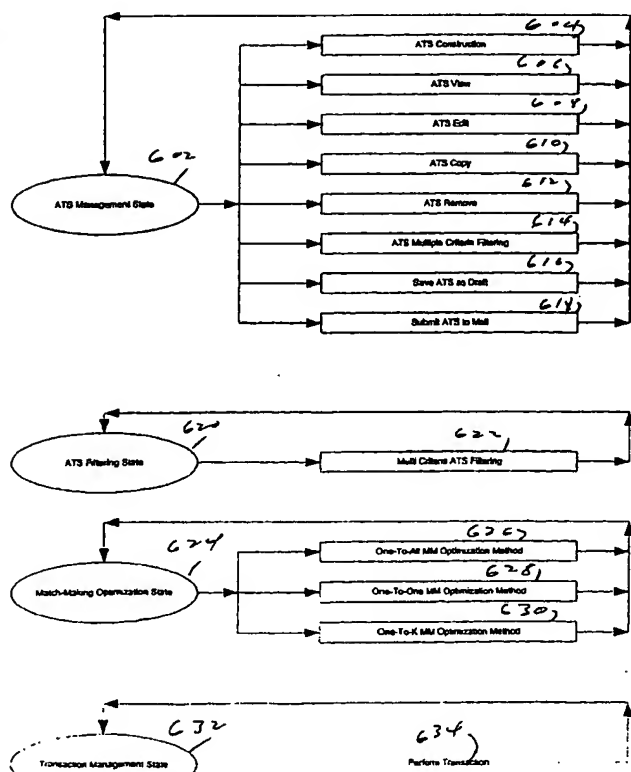 604
ATS Construction
606
ATS View
608
ATS Edit
610
ATS Copy
602
ATS Management State
612
ATS Remove
614
ATS Multiple Criteria Filtering
616
Save ATS as Draft
618
Submit ATS to Mall
620
ATS Filtering State
622
Multi Criteria ATS Filtering
624
Match-Making Optimization State
626
One-To-All MM Optimization Method
628
One-To-One MM Optimization Method
630
One-To-K MM Optimization Method
632
Transaction Management State
634
Perform Transaction